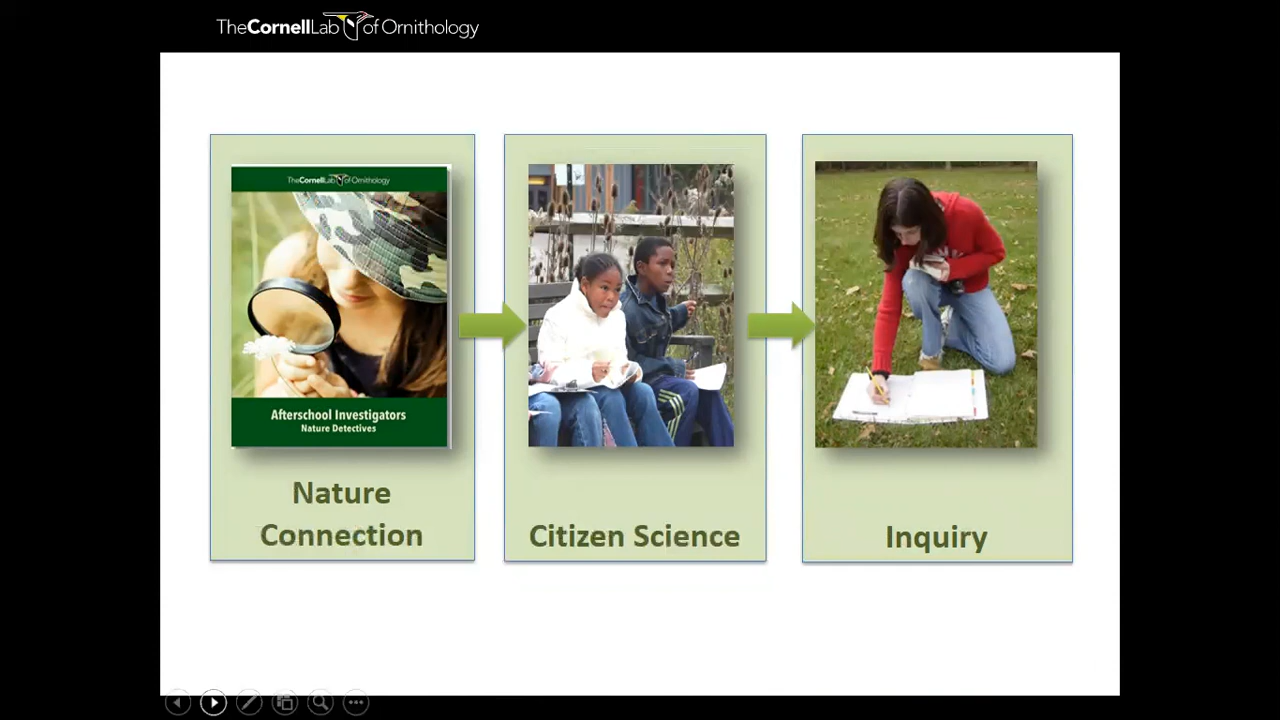 TheCornellLab of Ornithology
TheCornellLab of Ornithology
Afterschool Investigators
Nature Detectives
Nature
Connection
Citizen Science
Inquiry